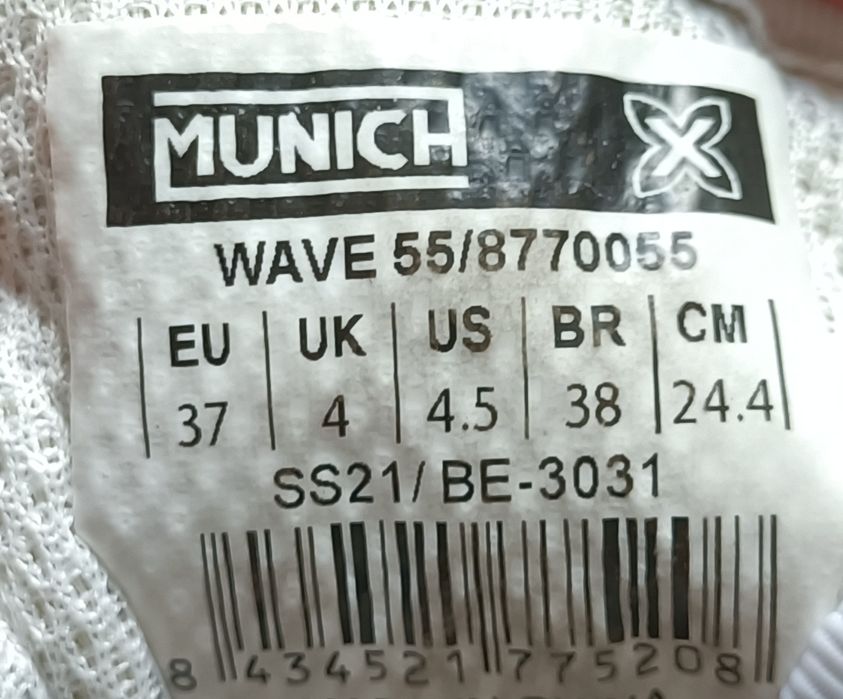 MUNICH X
WAVE 55/8770055
EU UK US BR CM
37 4 4.5 38 24.4
SS21/ BE-3031
8 434521 775208